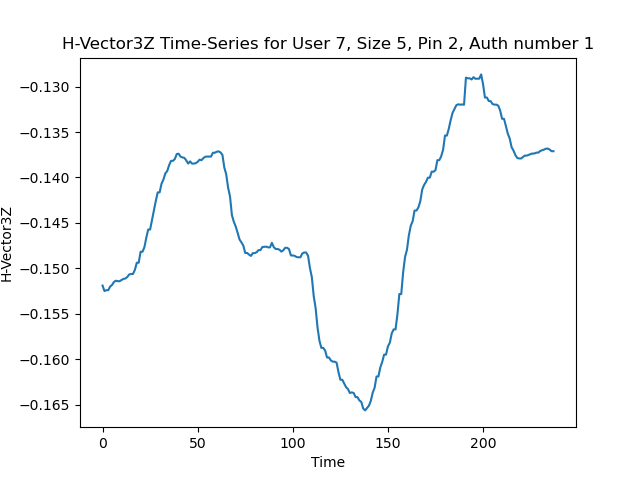 H-Vector3Z Time-Series for User 7, Size 5, Pin 2, Auth number 1
−0.130
−0.135
−0.140
−0.145
−0.150
−0.155
−0.160
−0.165
H-Vector3Z
0 50 100 150 200
Time